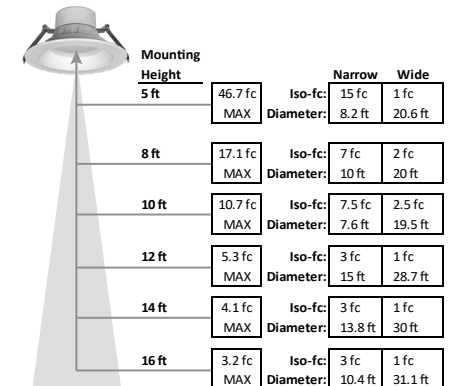 Mounting
Height Narrow Wide
5 ft 46.7 fc Iso-fc: 15 fc 1 fc
MAX Diameter: 8.2 ft 20.6 ft
8 ft 17.1 fc Iso-fc: 7 fc 2 fc
MAX Diameter: 10 ft 20 ft
10 ft 10.7 fc Iso-fc: 7.5 fc 2.5 fc
MAX Diameter: 7.6 ft 19.5 ft
12 ft 5.3 fc Iso-fc: 3 fc 1 fc
MAX Diameter: 15 ft 28.7 ft
14 ft 4.1 fc Iso-fc: 3 fc 1 fc
MAX Diameter: 13.8 ft 30 ft
16 ft 3.2 fc Iso-fc: 3 fc 1 fc
MAX Diameter: 10.4 ft 31.1 ft